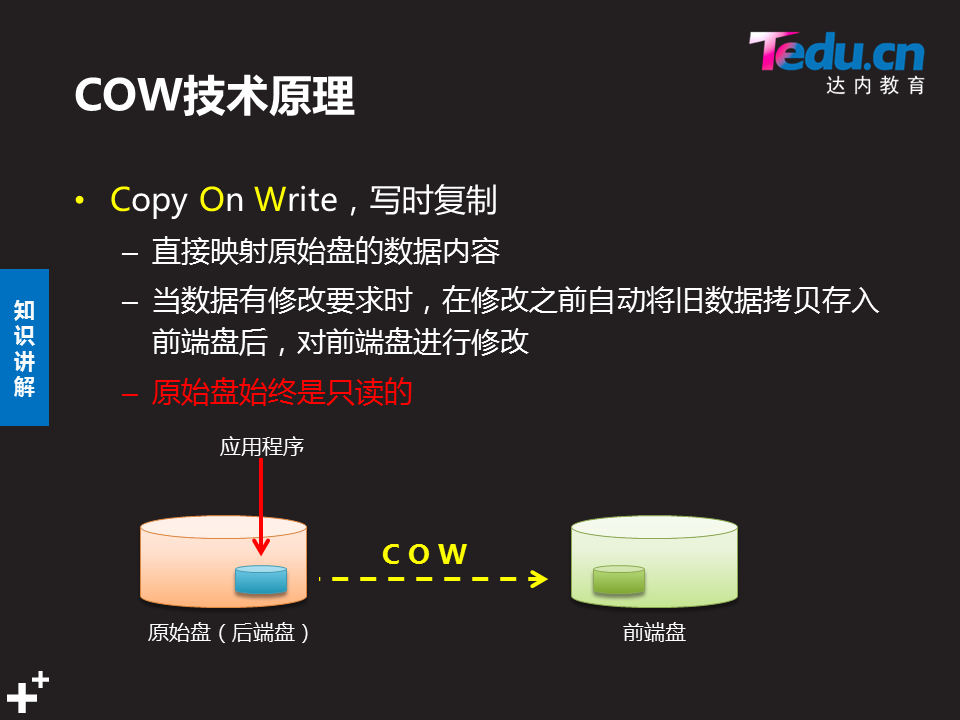 Tedu.cn
达内教育
COW技术原理
• Copy On Write，写时复制
– 直接映射原始盘的数据内容
– 当数据有修改要求时，在修改之前自动将旧数据拷贝存入
前端盘后，对前端盘进行修改
– 原始盘始终是只读的
知
识
讲
解
应用程序
C O W
原始盘（后端盘）
前端盘